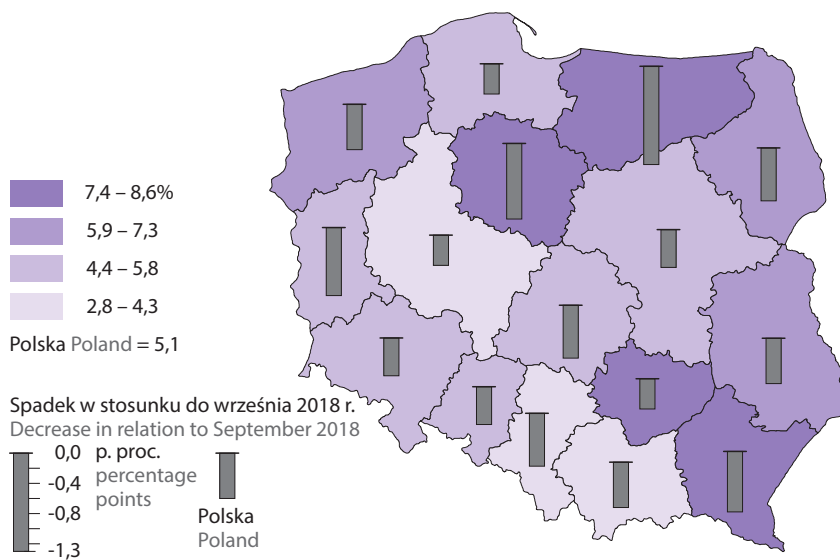 7,4 – 8,6%
5,9 – 7,3
4,4 – 5,8
2,8 – 4,3
Polska Poland = 5,1
Spadek w stosunku do września 2018 r.
Decrease in relation to September 2018
0,0 p. proc.
-0,4 percentage
-0,8 points
-1,3
Polska
Poland